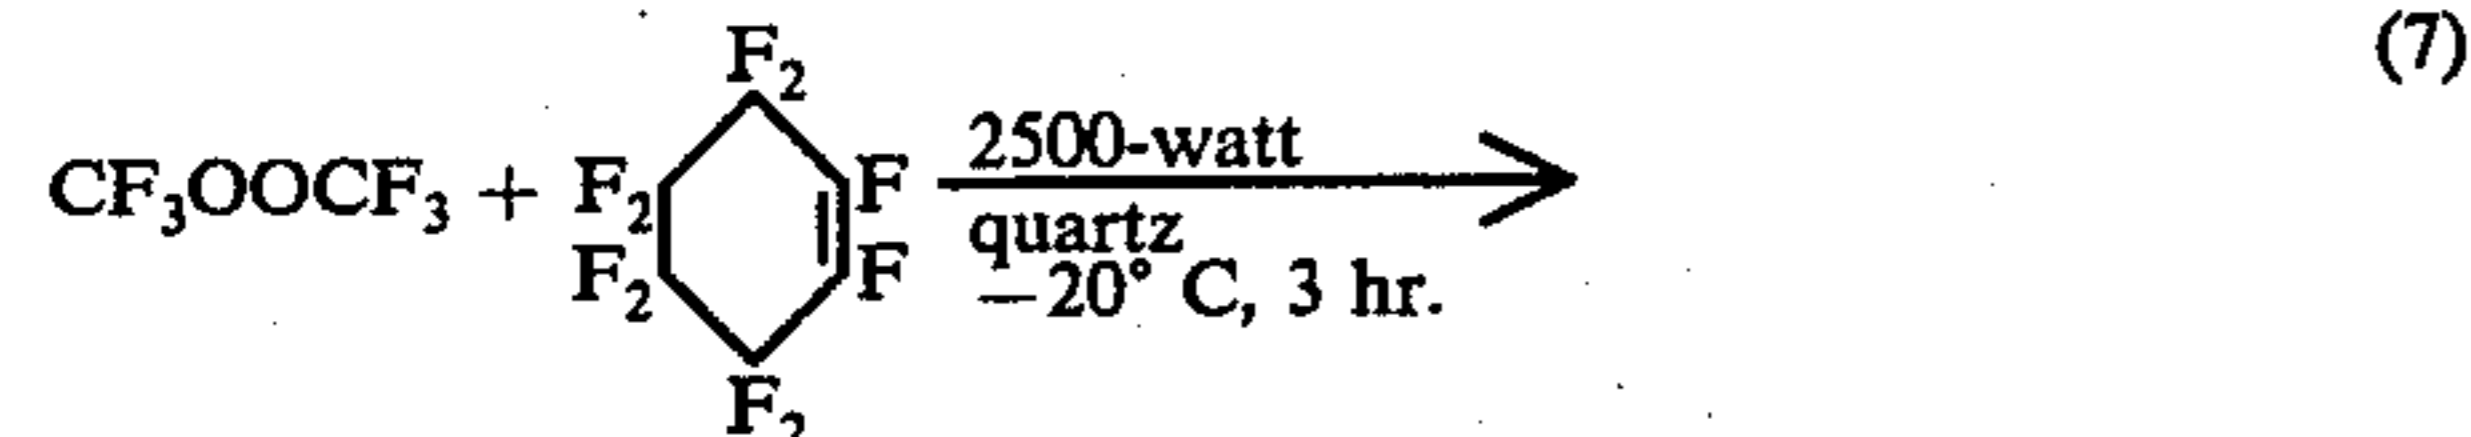 (7)
F₂
CF₃OOCF₃ + F₂ F 2500-watt
F₂ F quartz
−20° C, 3 hr.
F₂